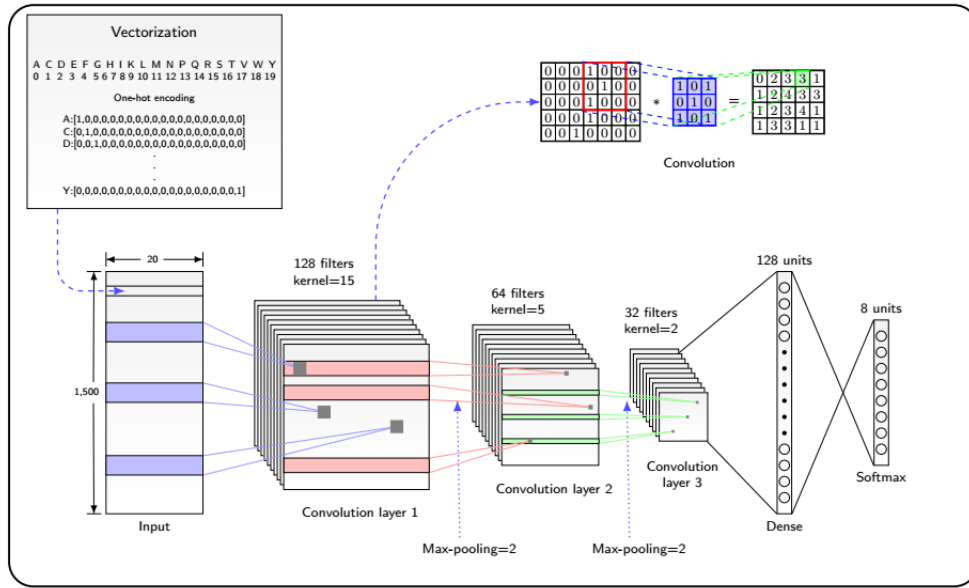 Vectorization
A C D E F G H I K L M N P Q R S T V W Y
0 1 2 3 4 5 6 7 8 9 10 11 12 13 14 15 16 17 18 19
One-hot encoding
A:[1,0,0,0,0,0,0,0,0,0,0,0,0,0,0,0,0,0,0,0]
C:[0,1,0,0,0,0,0,0,0,0,0,0,0,0,0,0,0,0,0,0]
D:[0,0,1,0,0,0,0,0,0,0,0,0,0,0,0,0,0,0,0,0]
.
.
.
Y:[0,0,0,0,0,0,0,0,0,0,0,0,0,0,0,0,0,0,0,1]
0 0 0 1 0 0 0
0 0 0 0 1 0 0
0 0 0 1 0 0 0
0 0 0 1 0 0 0
0 0 1 0 0 0 0
*
1 0 1
0 1 0
1 0 1
=
0 2 3 3 1
1 2 4 3 3
1 2 3 4 1
1 3 3 1 1
Convolution
20
1,500
Input
128 filters
kernel=15
Convolution layer 1
64 filters
kernel=5
Convolution layer 2
32 filters
kernel=2
Convolution
layer 3
Max-pooling=2
Max-pooling=2
128 units
Dense
8 units
Softmax